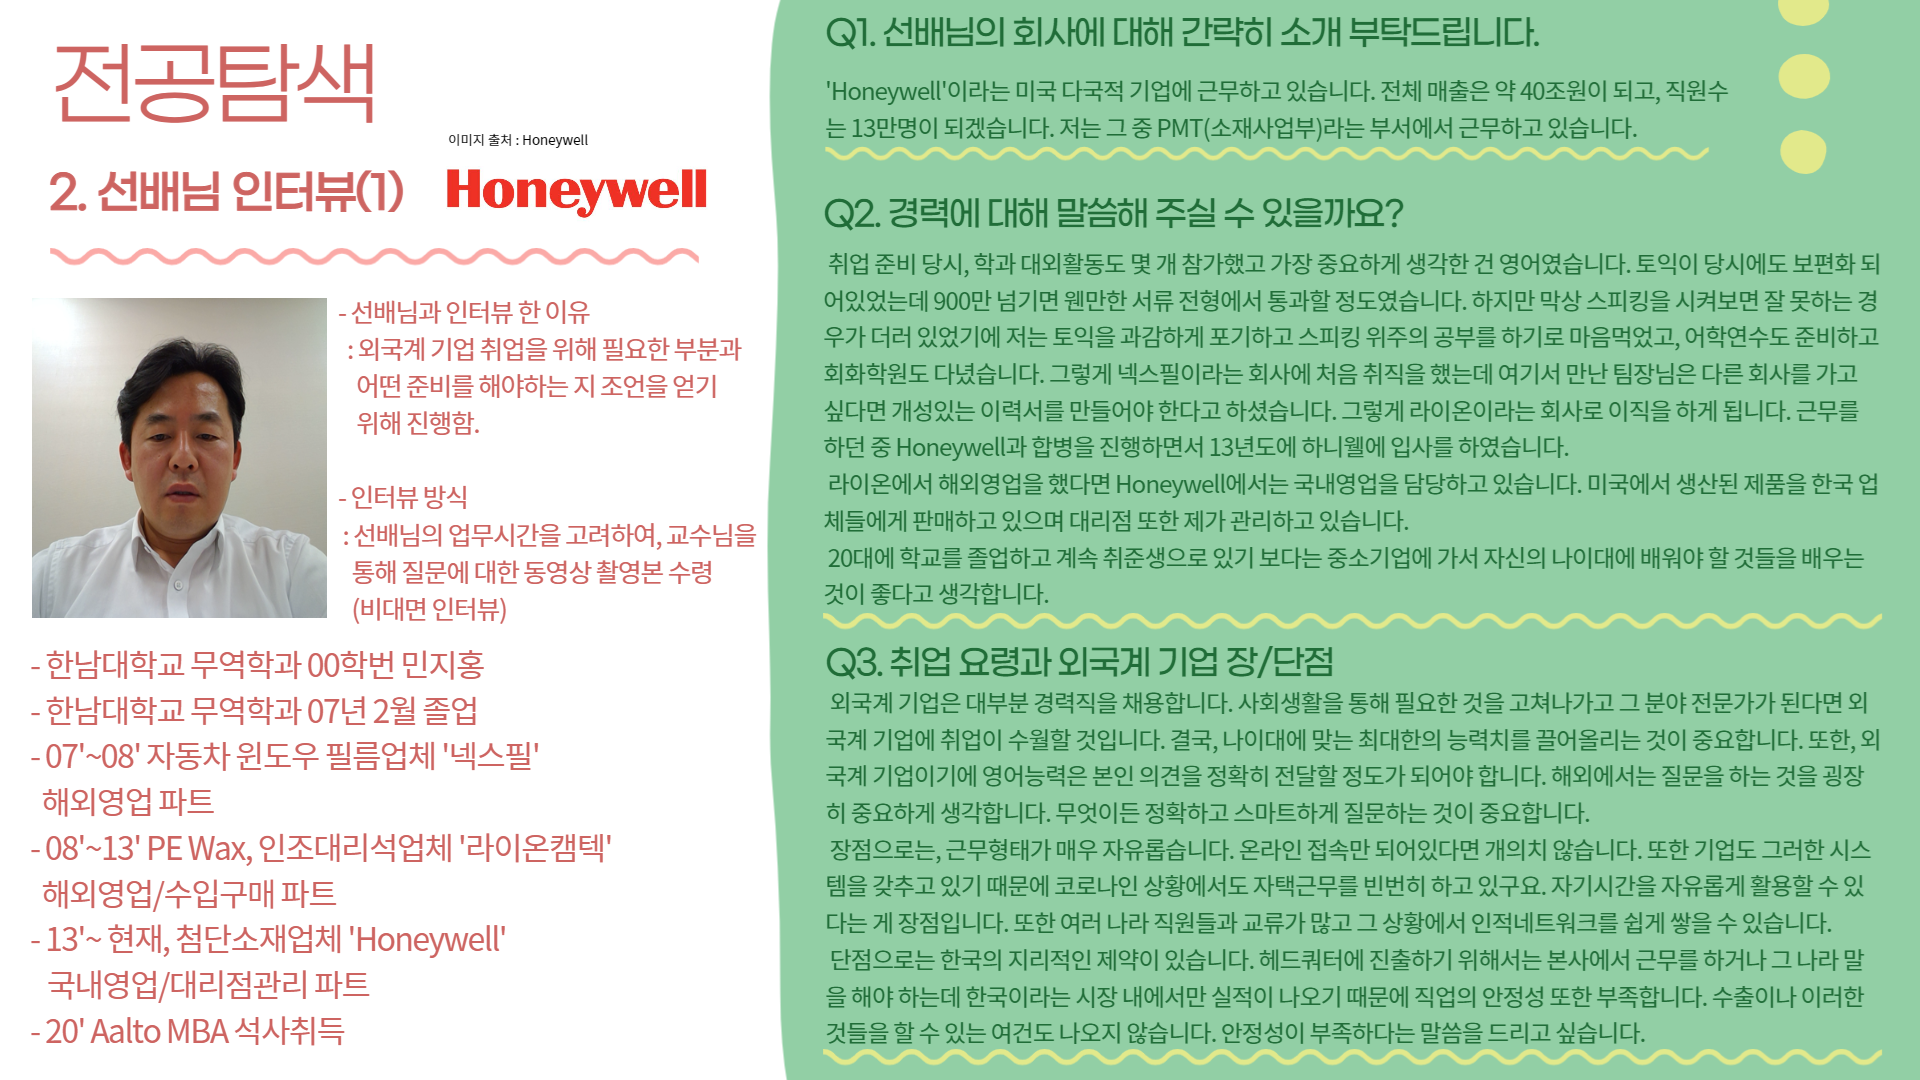 전공탐색
이미지 출처 : Honeywell
2. 선배님 인터뷰(1)
Honeywell
- 선배님과 인터뷰 한 이유
: 외국계 기업 취업을 위해 필요한 부분과
어떤 준비를 해야하는 지 조언을 얻기
위해 진행함.
- 인터뷰 방식
: 선배님의 업무시간을 고려하여, 교수님을
통해 질문에 대한 동영상 촬영본 수령
(비대면 인터뷰)
- 한남대학교 무역학과 00학번 민지홍
- 한남대학교 무역학과 07년 2월 졸업
- 07'~08' 자동차 윈도우 필름업체 '넥스필'
해외영업 파트
- 08'~13' PE Wax, 인조대리석업체 '라이온캠텍'
해외영업/수입구매 파트
- 13'~ 현재, 첨단소재업체 'Honeywell'
국내영업/대리점관리 파트
- 20' Aalto MBA 석사취득
Q1. 선배님의 회사에 대해 간략히 소개 부탁드립니다.
'Honeywell'이라는 미국 다국적 기업에 근무하고 있습니다. 전체 매출은 약 40조원이 되고, 직원수
는 13만명이 되겠습니다. 저는 그 중 PMT(소재사업부)라는 부서에서 근무하고 있습니다.
Q2. 경력에 대해 말씀해 주실 수 있을까요?
취업 준비 당시, 학과 대외활동도 몇 개 참가했고 가장 중요하게 생각한 건 영어였습니다. 토익이 당시에도 보편화 되
어있었는데 900만 넘기면 웬만한 서류 전형에서 통과할 정도였습니다. 하지만 막상 스피킹을 시켜보면 잘 못하는 경
우가 더러 있었기에 저는 토익을 과감하게 포기하고 스피킹 위주의 공부를 하기로 마음먹었고, 어학연수도 준비하고
회화학원도 다녔습니다. 그렇게 넥스필이라는 회사에 처음 취직을 했는데 여기서 만난 팀장님은 다른 회사를 가고
싶다면 개성있는 이력서를 만들어야 한다고 하셨습니다. 그렇게 라이온이라는 회사로 이직을 하게 됩니다. 근무를
하던 중 Honeywell과 합병을 진행하면서 13년도에 하니웰에 입사를 하였습니다.
라이온에서 해외영업을 했다면 Honeywell에서는 국내영업을 담당하고 있습니다. 미국에서 생산된 제품을 한국 업
체들에게 판매하고 있으며 대리점 또한 제가 관리하고 있습니다.
20대에 학교를 졸업하고 계속 취준생으로 있기 보다는 중소기업에 가서 자신의 나이대에 배워야 할 것들을 배우는
것이 좋다고 생각합니다.
Q3. 취업 요령과 외국계 기업 장/단점
외국계 기업은 대부분 경력직을 채용합니다. 사회생활을 통해 필요한 것을 고쳐나가고 그 분야 전문가가 된다면 외
국계 기업에 취업이 수월할 것입니다. 결국, 나이대에 맞는 최대한의 능력치를 끌어올리는 것이 중요합니다. 또한, 외
국계 기업이기에 영어능력은 본인 의견을 정확히 전달할 정도가 되어야 합니다. 해외에서는 질문을 하는 것을 굉장
히 중요하게 생각합니다. 무엇이든 정확하고 스마트하게 질문하는 것이 중요합니다.
장점으로는, 근무형태가 매우 자유롭습니다. 온라인 접속만 되어있다면 개의치 않습니다. 또한 기업도 그러한 시스
템을 갖추고 있기 때문에 코로나인 상황에서도 자택근무를 빈번히 하고 있구요. 자기시간을 자유롭게 활용할 수 있
다는 게 장점입니다. 또한 여러 나라 직원들과 교류가 많고 그 상황에서 인적네트워크를 쉽게 쌓을 수 있습니다.
단점으로는 한국의 지리적인 제약이 있습니다. 헤드쿼터에 진출하기 위해서는 본사에서 근무를 하거나 그 나라 말
을 해야 하는데 한국이라는 시장 내에서만 실적이 나오기 때문에 직업의 안정성 또한 부족합니다. 수출이나 이러한
것들을 할 수 있는 여건도 나오지 않습니다. 안정성이 부족하다는 말씀을 드리고 싶습니다.